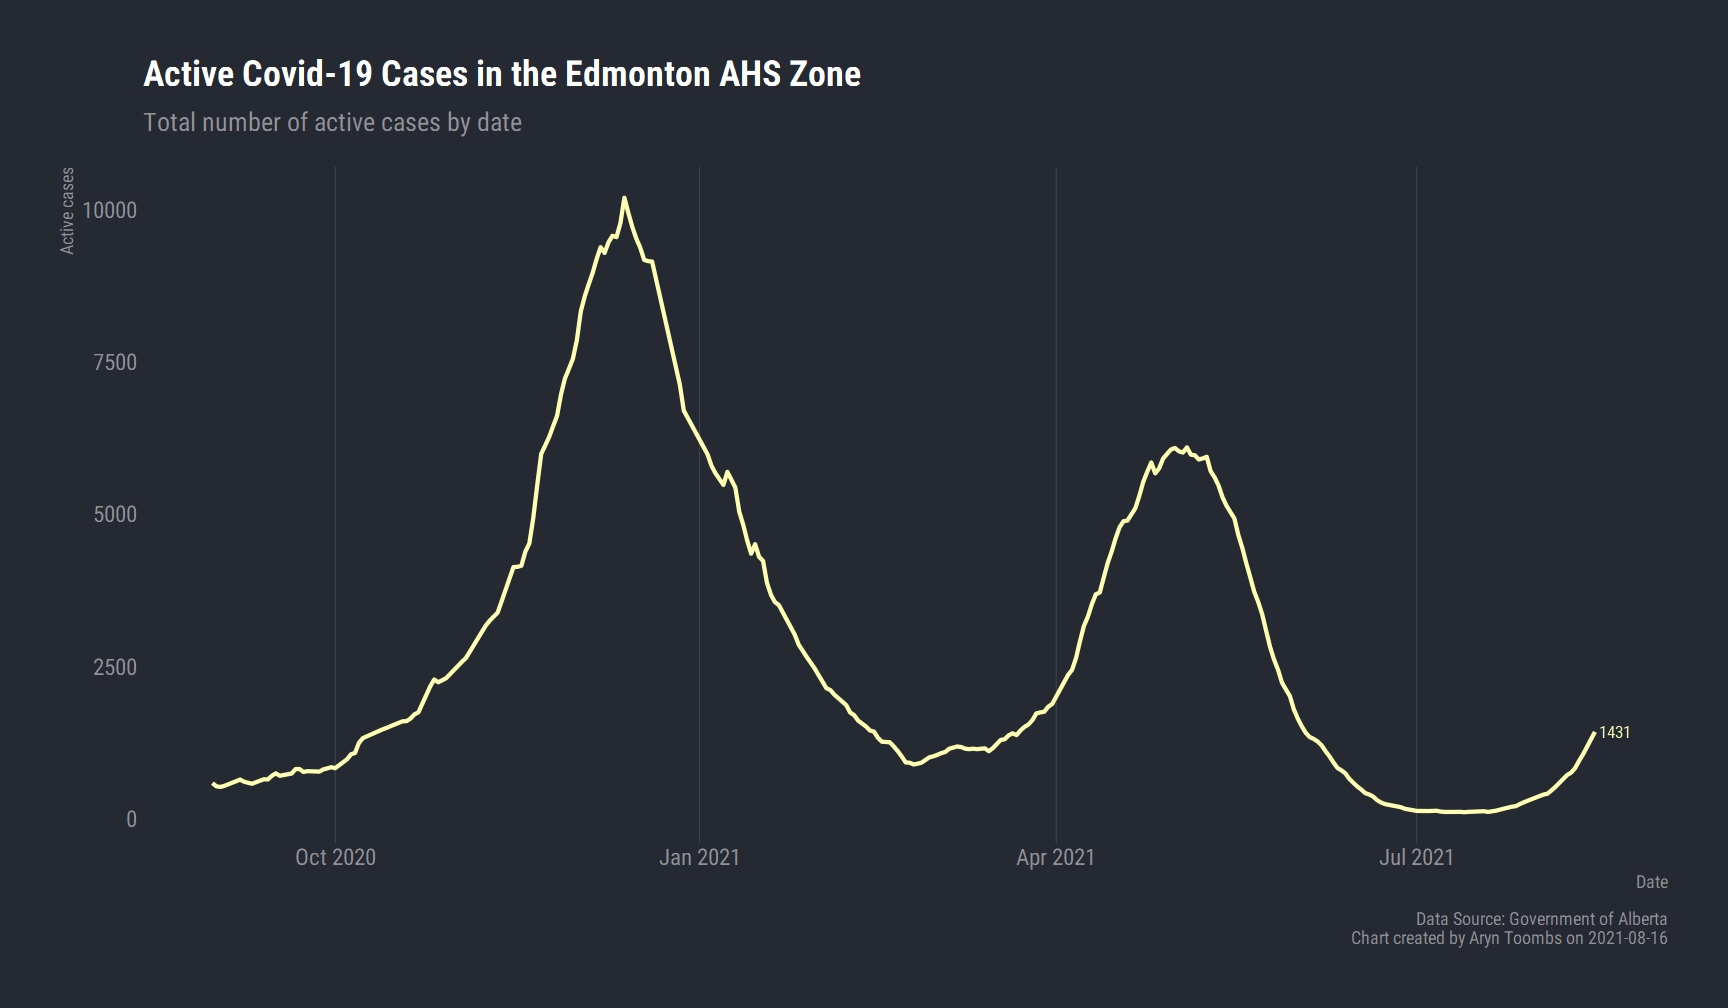 Active Covid-19 Cases in the Edmonton AHS Zone
Total number of active cases by date
Active cases
10000
7500
5000
2500
0
1431
Oct 2020
Jan 2021
Apr 2021
Jul 2021
Date
Data Source: Government of Alberta
Chart created by Aryn Toombs on 2021-08-16